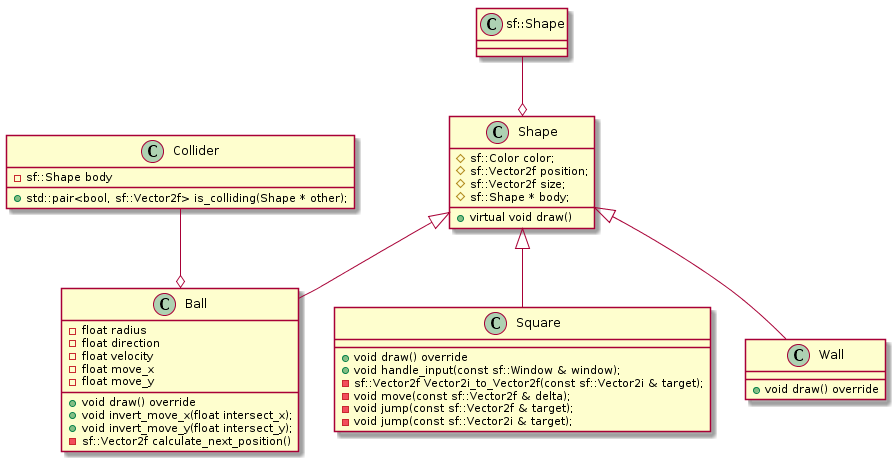 C sf::Shape
C Shape
sf::Color color;
sf::Vector2f position;
sf::Vector2f size;
sf::Shape * body;
virtual void draw()
C Collider
sf::Shape body
std::pair<bool, sf::Vector2f> is_colliding(Shape * other);
C Ball
float radius
float direction
float velocity
float move_x
float move_y
void draw() override
void invert_move_x(float intersect_x);
void invert_move_y(float intersect_y);
sf::Vector2f calculate_next_position()
C Square
void draw() override
void handle_input(const sf::Window & window);
sf::Vector2f Vector2i_to_Vector2f(const sf::Vector2i & target);
void move(const sf::Vector2f & delta);
void jump(const sf::Vector2f & target);
void jump(const sf::Vector2i & target);
C Wall
void draw() override